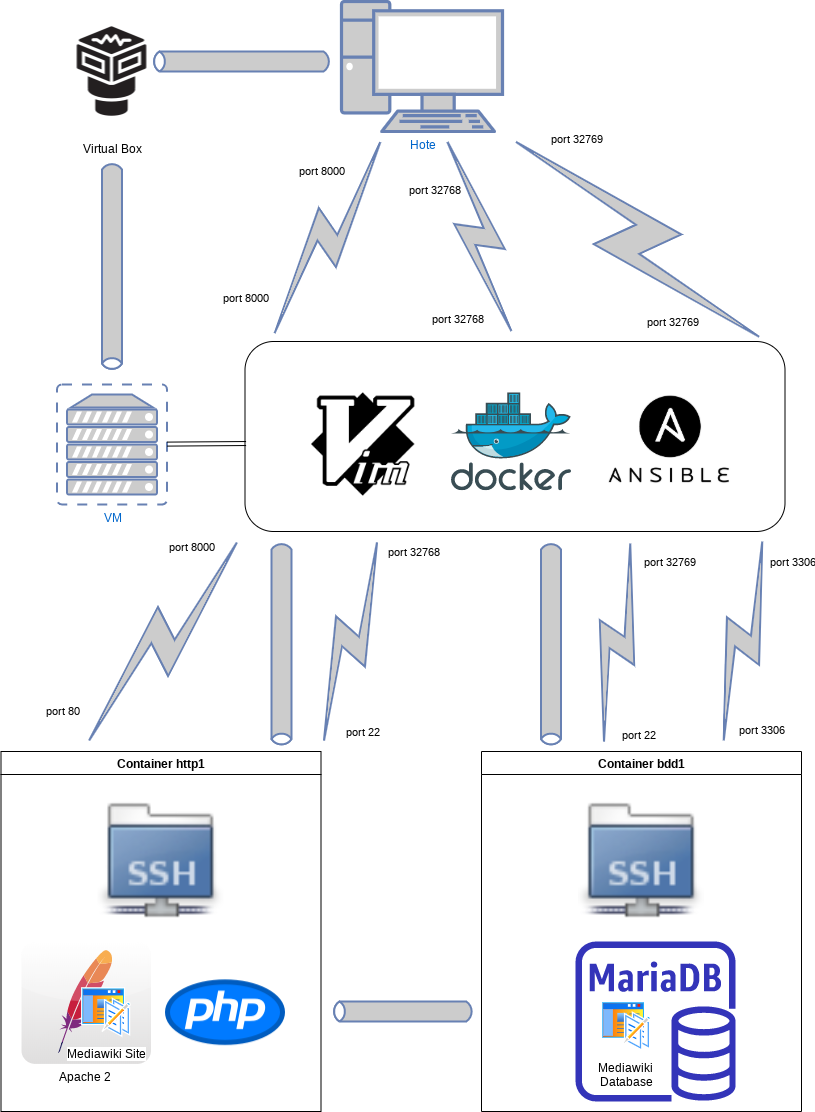 Virtual Box
Hote
port 32769
port 8000
port 32768
port 8000
port 32768
port 32769
Vim
docker
ANSIBLE
VM
port 8000
port 32768
port 32769
port 3306
port 80
port 22
port 22
port 3306
Container http1
Container bdd1
SSH
SSH
MariaDB
php
Mediawiki Site
Apache 2
Mediawiki
Database